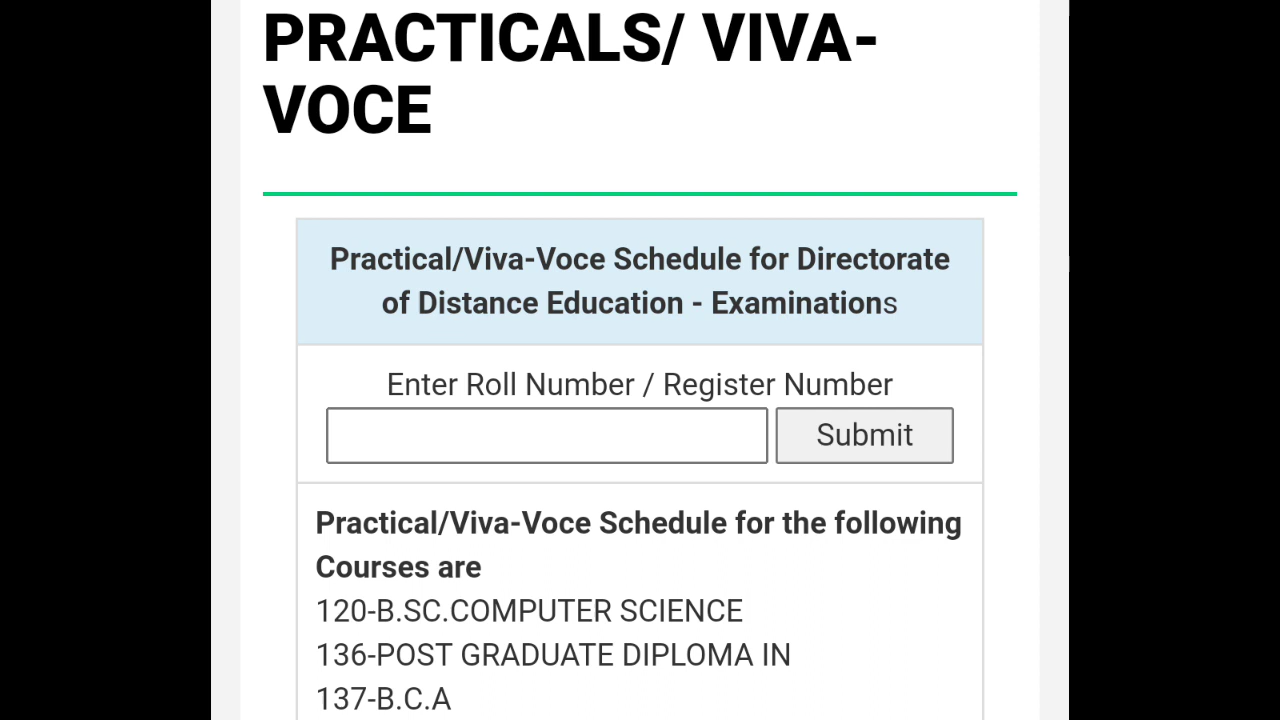 PRACTICALS/ VIVA-
VOCE
Practical/Viva-Voce Schedule for Directorate
of Distance Education - Examinations
Enter Roll Number / Register Number
Submit
Practical/Viva-Voce Schedule for the following
Courses are
120-B.SC.COMPUTER SCIENCE
136-POST GRADUATE DIPLOMA IN
137-B.C.A